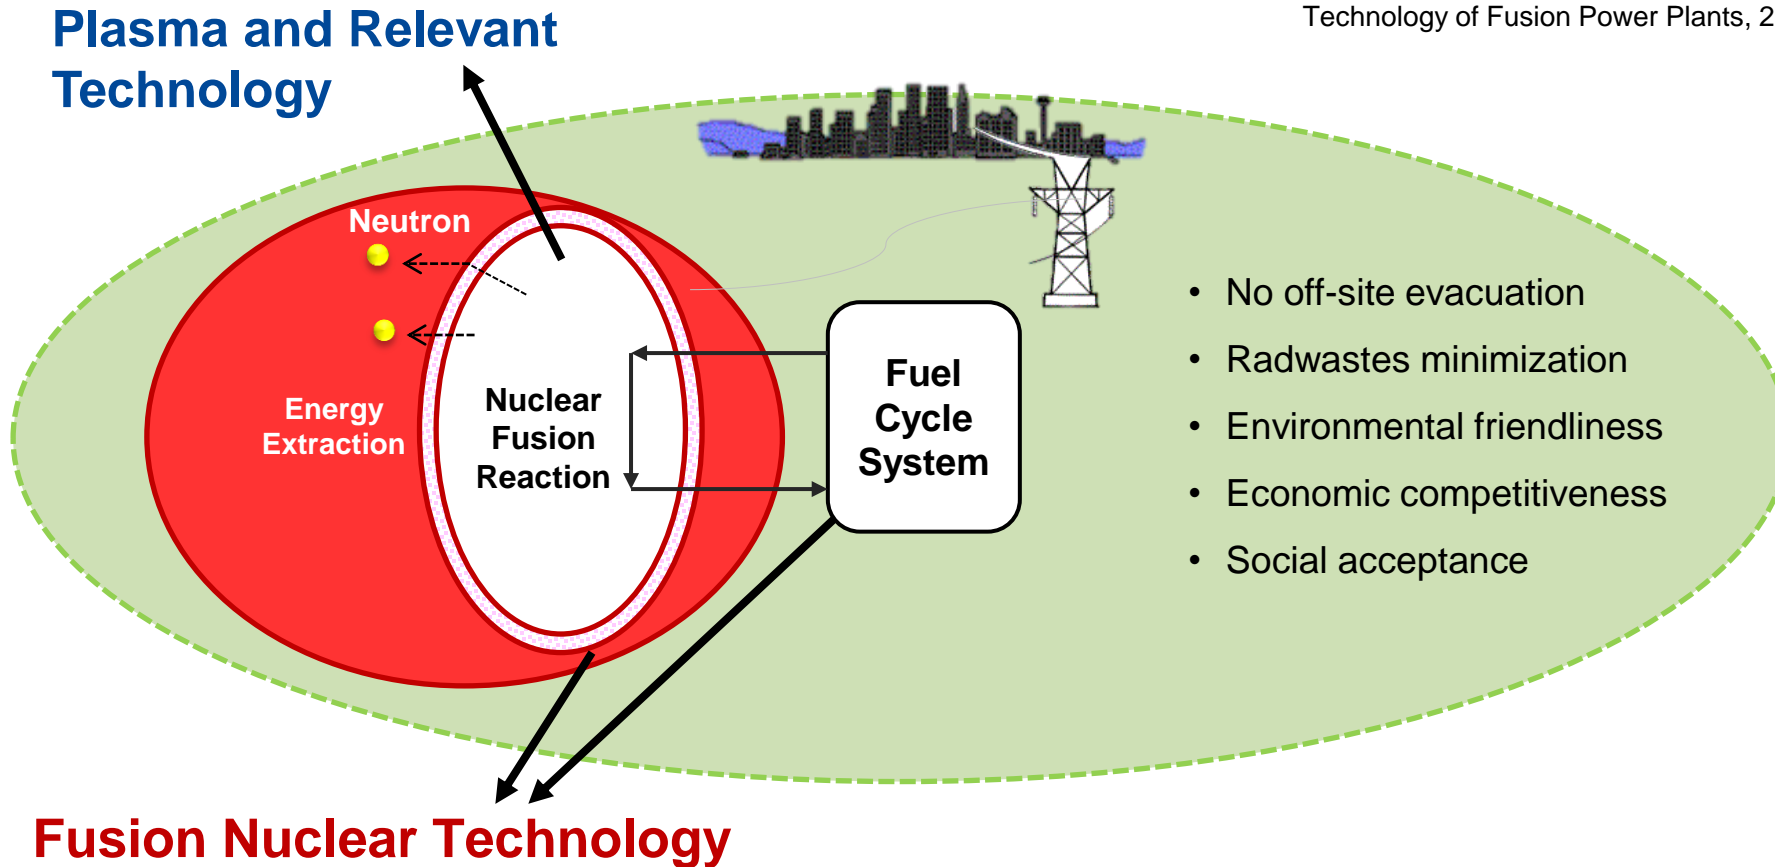 Technology of Fusion Power Plants, 2
Plasma and Relevant
Technology
Neutron
Energy
Extraction
Nuclear
Fusion
Reaction
Fuel
Cycle
System
• No off-site evacuation
• Radwastes minimization
• Environmental friendliness
• Economic competitiveness
• Social acceptance
Fusion Nuclear Technology